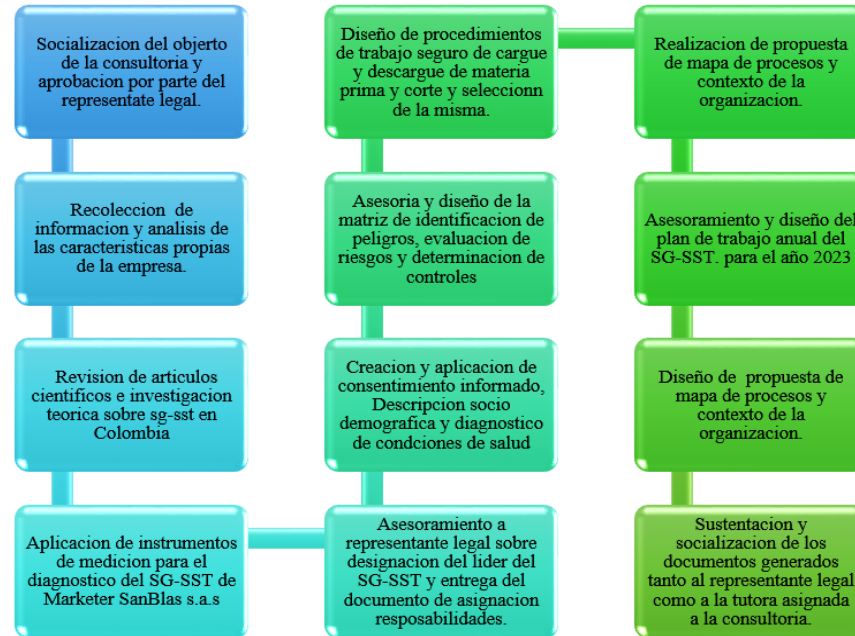 Socializacion del objerto
de la consultoria y
aprobacion por parte del
representate legal.
Recoleccion de
informacion y analisis de
las caracteristicas propias
de la empresa.
Revision de articulos
cientificos e investigacion
teorica sobre sg-sst en
Colombia
Aplicacion de instrumentos
de medicion para el
diagnostico del SG-SST de
Marketer SanBlas s.a.s
Asesoramiento a
representante legal sobre
designacion del lider del
SG-SST y entrega del
documento de asignacion
resposabilidades.
Creacion y aplicacion de
consentimiento informado,
Descripcion socio
demografica y diagnostico
de condciones de salud
Asesoria y diseño de la
matriz de identificacion de
peligros, evaluacion de
riesgos y determinacion de
controles
Diseño de procedimientos
de trabajo seguro de cargue
y descargue de materia
prima y corte y seleccionn
de la misma.
Realizacion de propuesta
de mapa de procesos y
contexto de la
organizacion.
Asesoramiento y diseño del
plan de trabajo anual del
SG-SST. para el año 2023
Diseño de propuesta de
mapa de procesos y
contexto de la
organizacion.
Sustentacion y
socializacion de los
documentos generados
tanto al representante legal
como a la tutora asignada
a la consultoria.